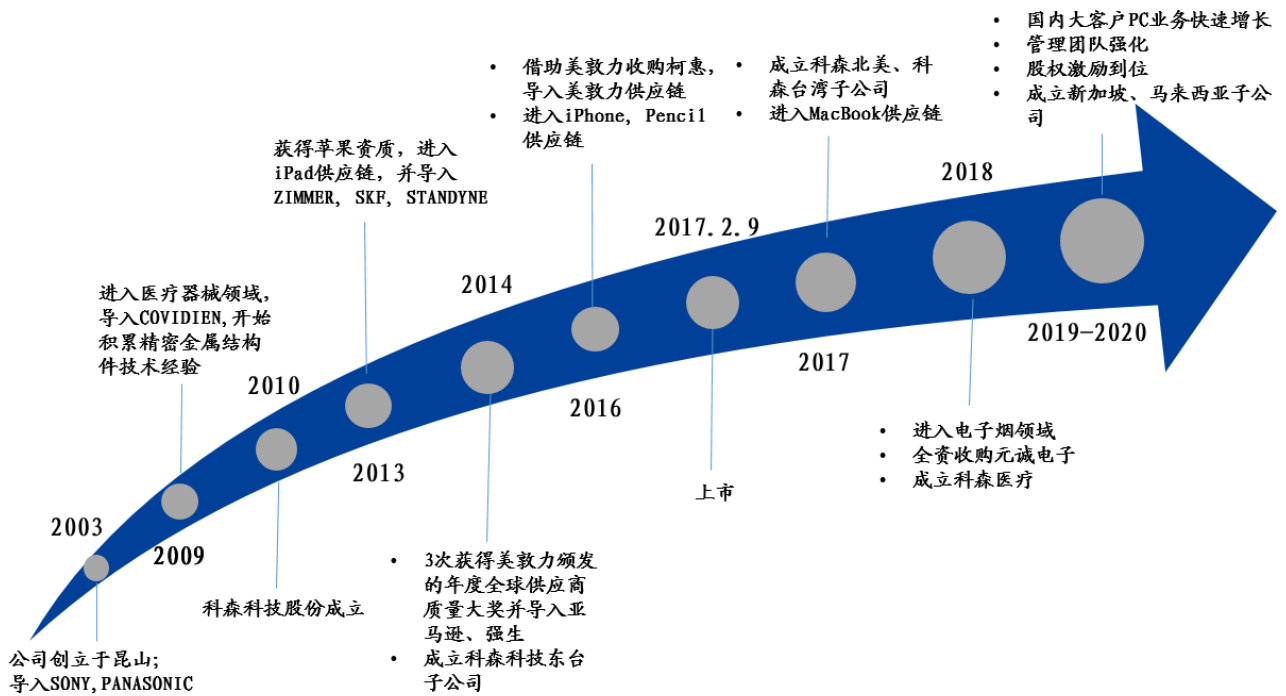 2003
公司创立于昆山;
导入SONY,PANASONIC
2009
进入医疗器械领域,
导入COVIDIEN,开始
积累精密金属结构
件技术经验
2010
科森科技股份成立
2013
获得苹果资质,进入
iPad供应链,并导入
ZIMMER, SKF, STANDYNE
2014
• 3次获得美敦力颁发
的年度全球供应商
质量大奖并导入亚
马逊、强生
• 成立科森科技东台
子公司
2016
• 借助美敦力收购柯惠,
导入美敦力供应链
• 进入iPhone, Pencil
供应链
2017.2.9
上市
2017
• 成立科森北美、科
森台湾子公司
• 进入MacBook供应链
2018
• 进入电子烟领域
• 全资收购元诚电子
• 成立科森医疗
2019-2020
• 国内大客户PC业务快速增长
• 管理团队强化
• 股权激励到位
• 成立新加坡、马来西亚子公
司